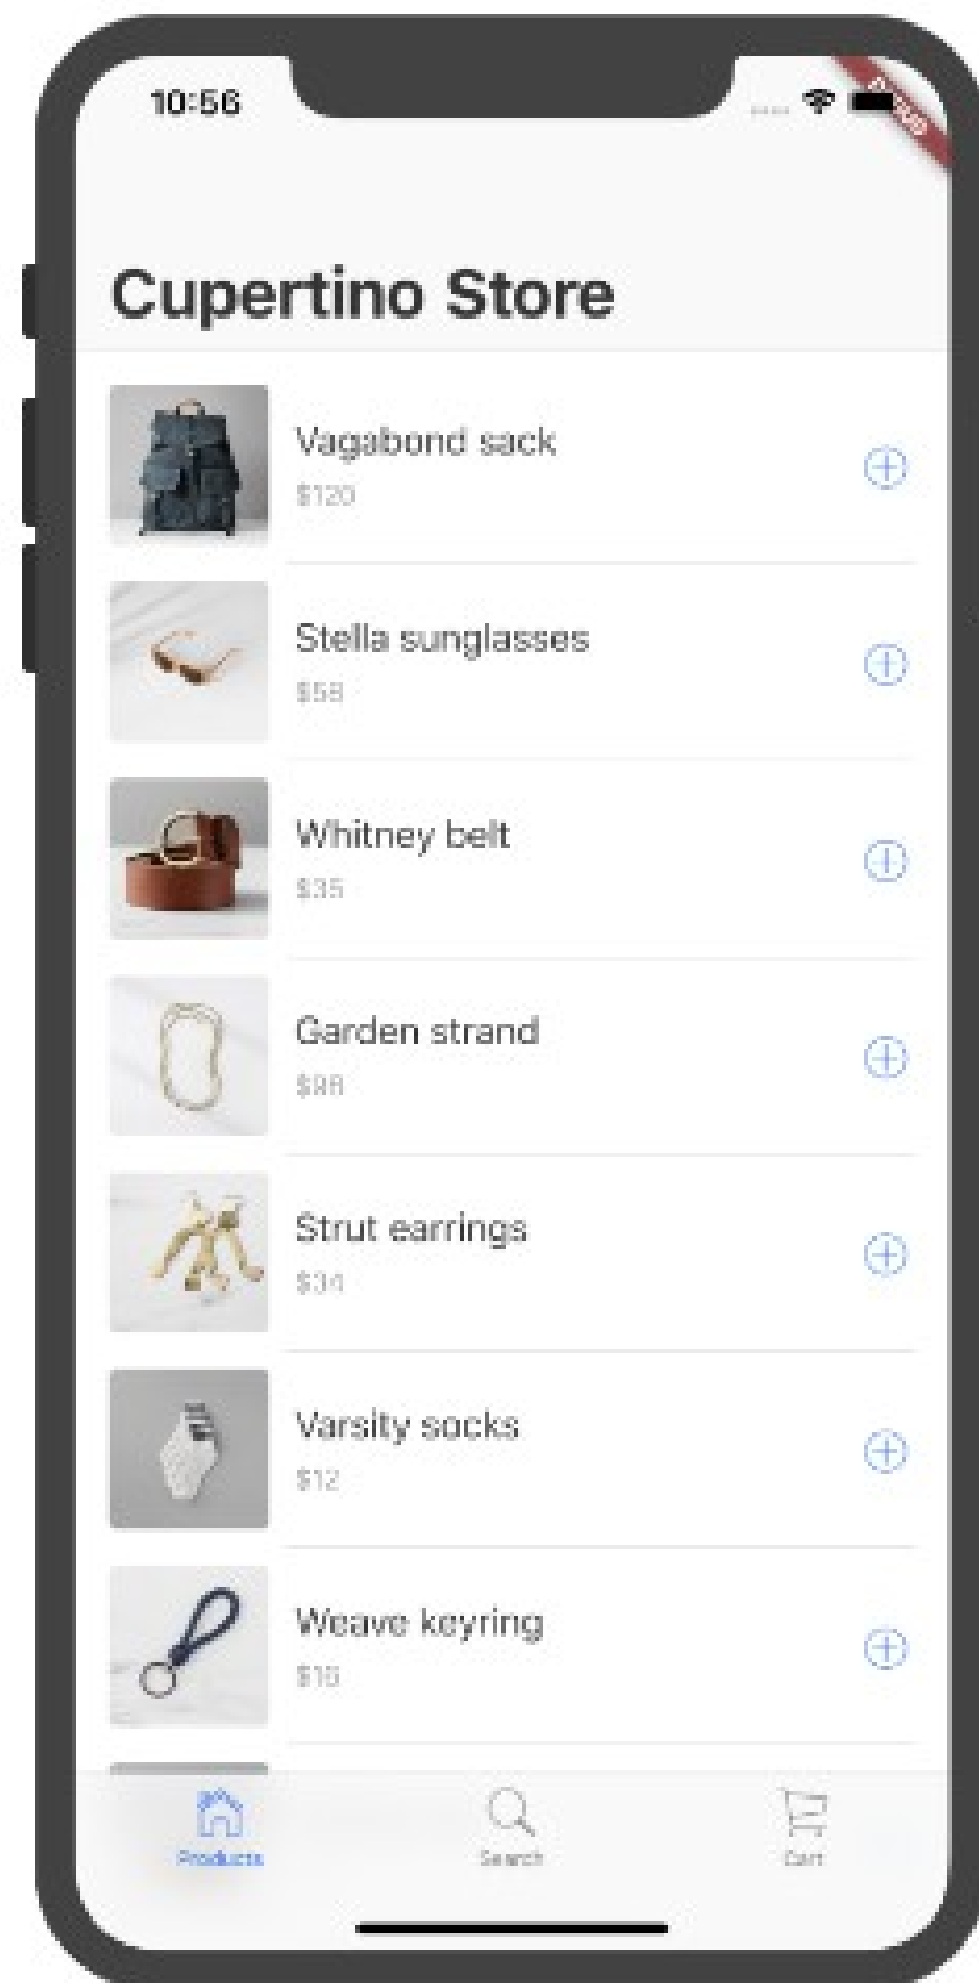 10:56
Cupertino Store
Vagabond sack
$120
Stella sunglasses
$58
Whitney belt
$35
Garden strand
$98
Strut earrings
$34
Varsity socks
$12
Weave keyring
$16
Products
Search
Cart